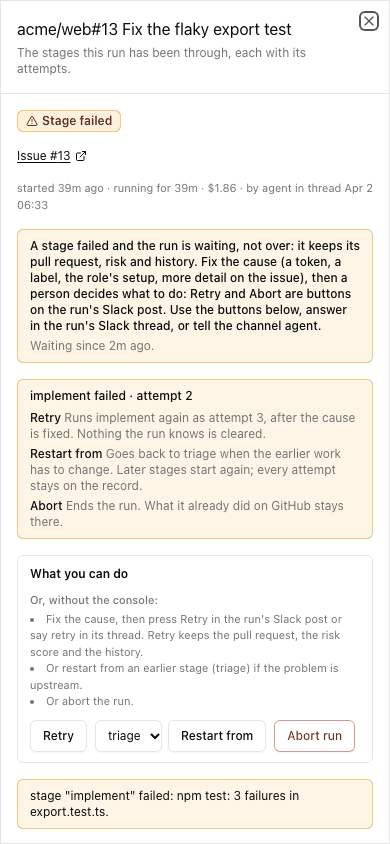 acme/web#13 Fix the flaky export test
The stages this run has been through, each with its
attempts.
Stage failed
Issue #13
started 39m ago · running for 39m · $1.86 · by agent in thread Apr 2
06:33
A stage failed and the run is waiting, not over: it keeps its
pull request, risk and history. Fix the cause (a token, a
label, the role's setup, more detail on the issue), then a
person decides what to do: Retry and Abort are buttons
on the run's Slack post. Use the buttons below, answer
in the run's Slack thread, or tell the channel agent.
Waiting since 2m ago.
implement failed · attempt 2
Retry Runs implement again as attempt 3, after the cause
is fixed. Nothing the run knows is cleared.
Restart from Goes back to triage when the earlier work
has to change. Later stages start again; every attempt
stays on the record.
Abort Ends the run. What it already did on GitHub stays
there.
What you can do
Or, without the console:
• Fix the cause, then press Retry in the run's Slack post or
say retry in its thread. Retry keeps the pull request, the risk
score and the history.
• Or restart from an earlier stage (triage) if the problem is
upstream.
• Or abort the run.
Retry triage Restart from Abort run
stage "implement" failed: npm test: 3 failures in
export.test.ts.